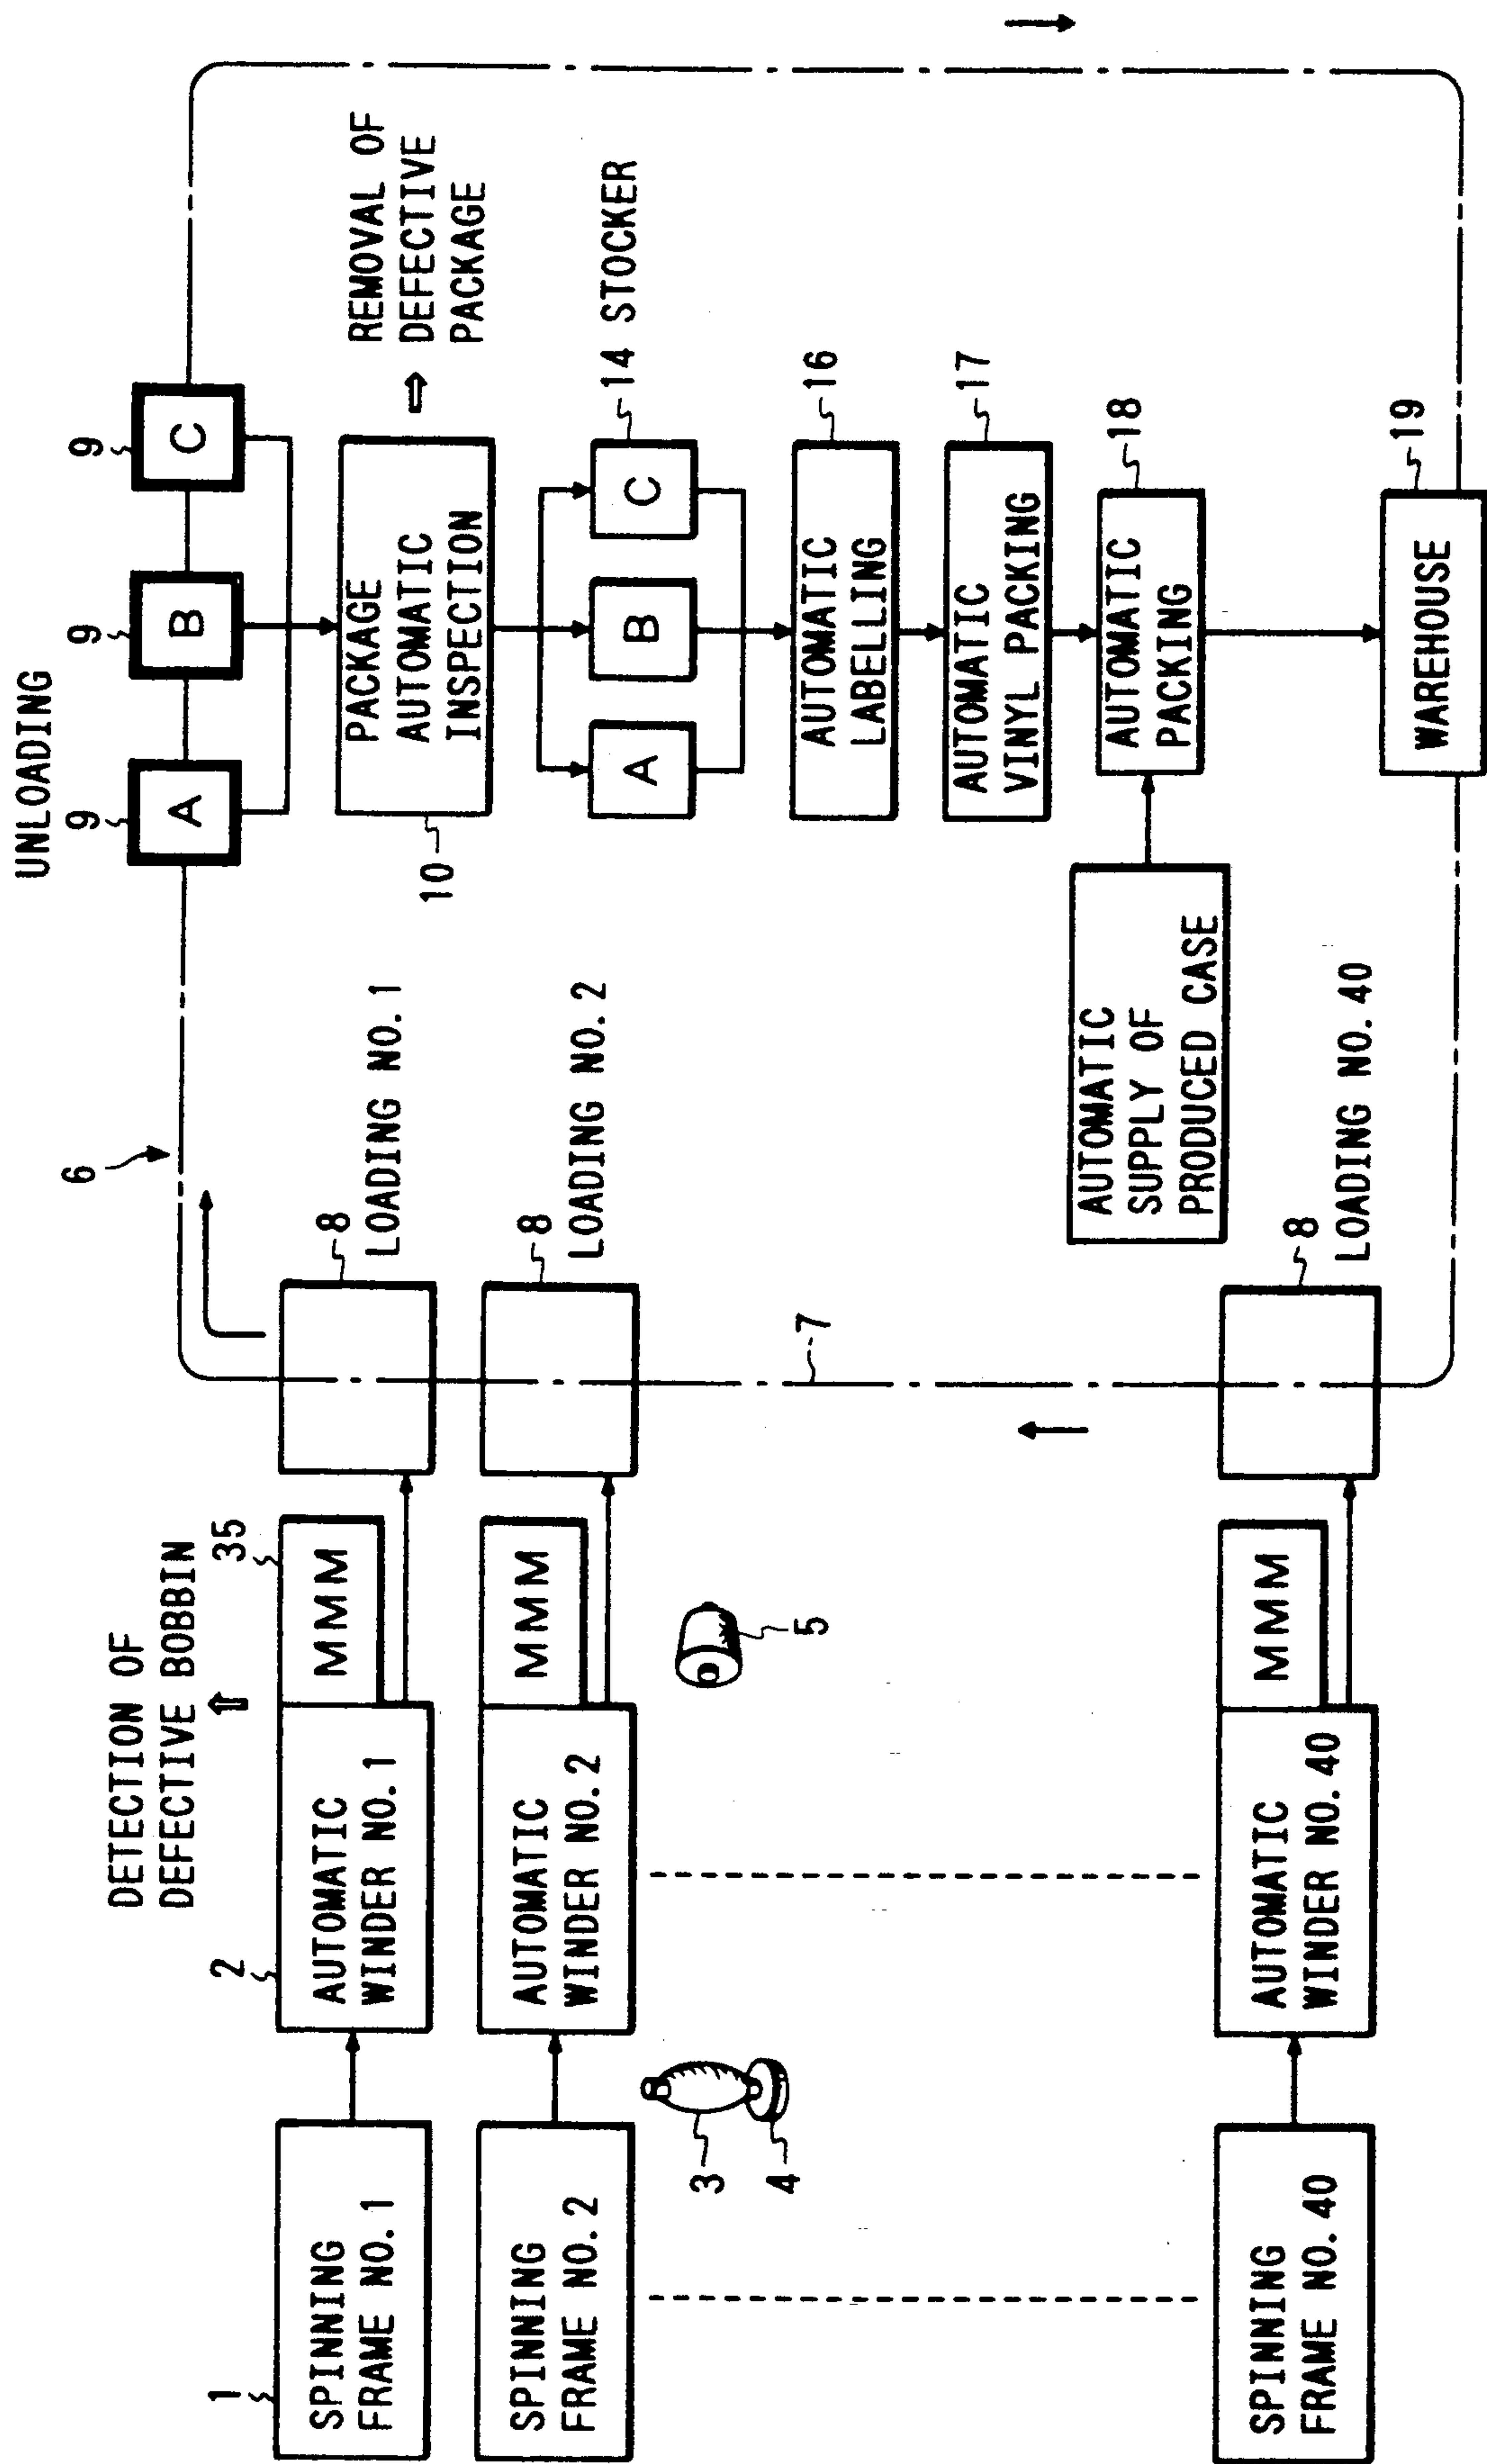 UNLOADING
9
9
9
A
B
C
6
DETECTION OF
DEFECTIVE BOBBIN
1
2
35
SPINNING
FRAME NO. 1
AUTOMATIC
WINDER NO. 1
MMM
8
LOADING NO. 1
SPINNING
FRAME NO. 2
AUTOMATIC
WINDER NO. 2
MMM
8
LOADING NO. 2
3
4
5
7
SPINNING
FRAME NO. 40
AUTOMATIC
WINDER NO. 40
MMM
8
LOADING NO. 40
PACKAGE
AUTOMATIC
INSPECTION
10
REMOVAL OF
DEFECTIVE
PACKAGE
A
B
C
14 STOCKER
AUTOMATIC
LABELLING
16
AUTOMATIC
VINYL PACKING
17
AUTOMATIC
SUPPLY OF
PRODUCED CASE
AUTOMATIC
PACKING
18
WAREHOUSE
19